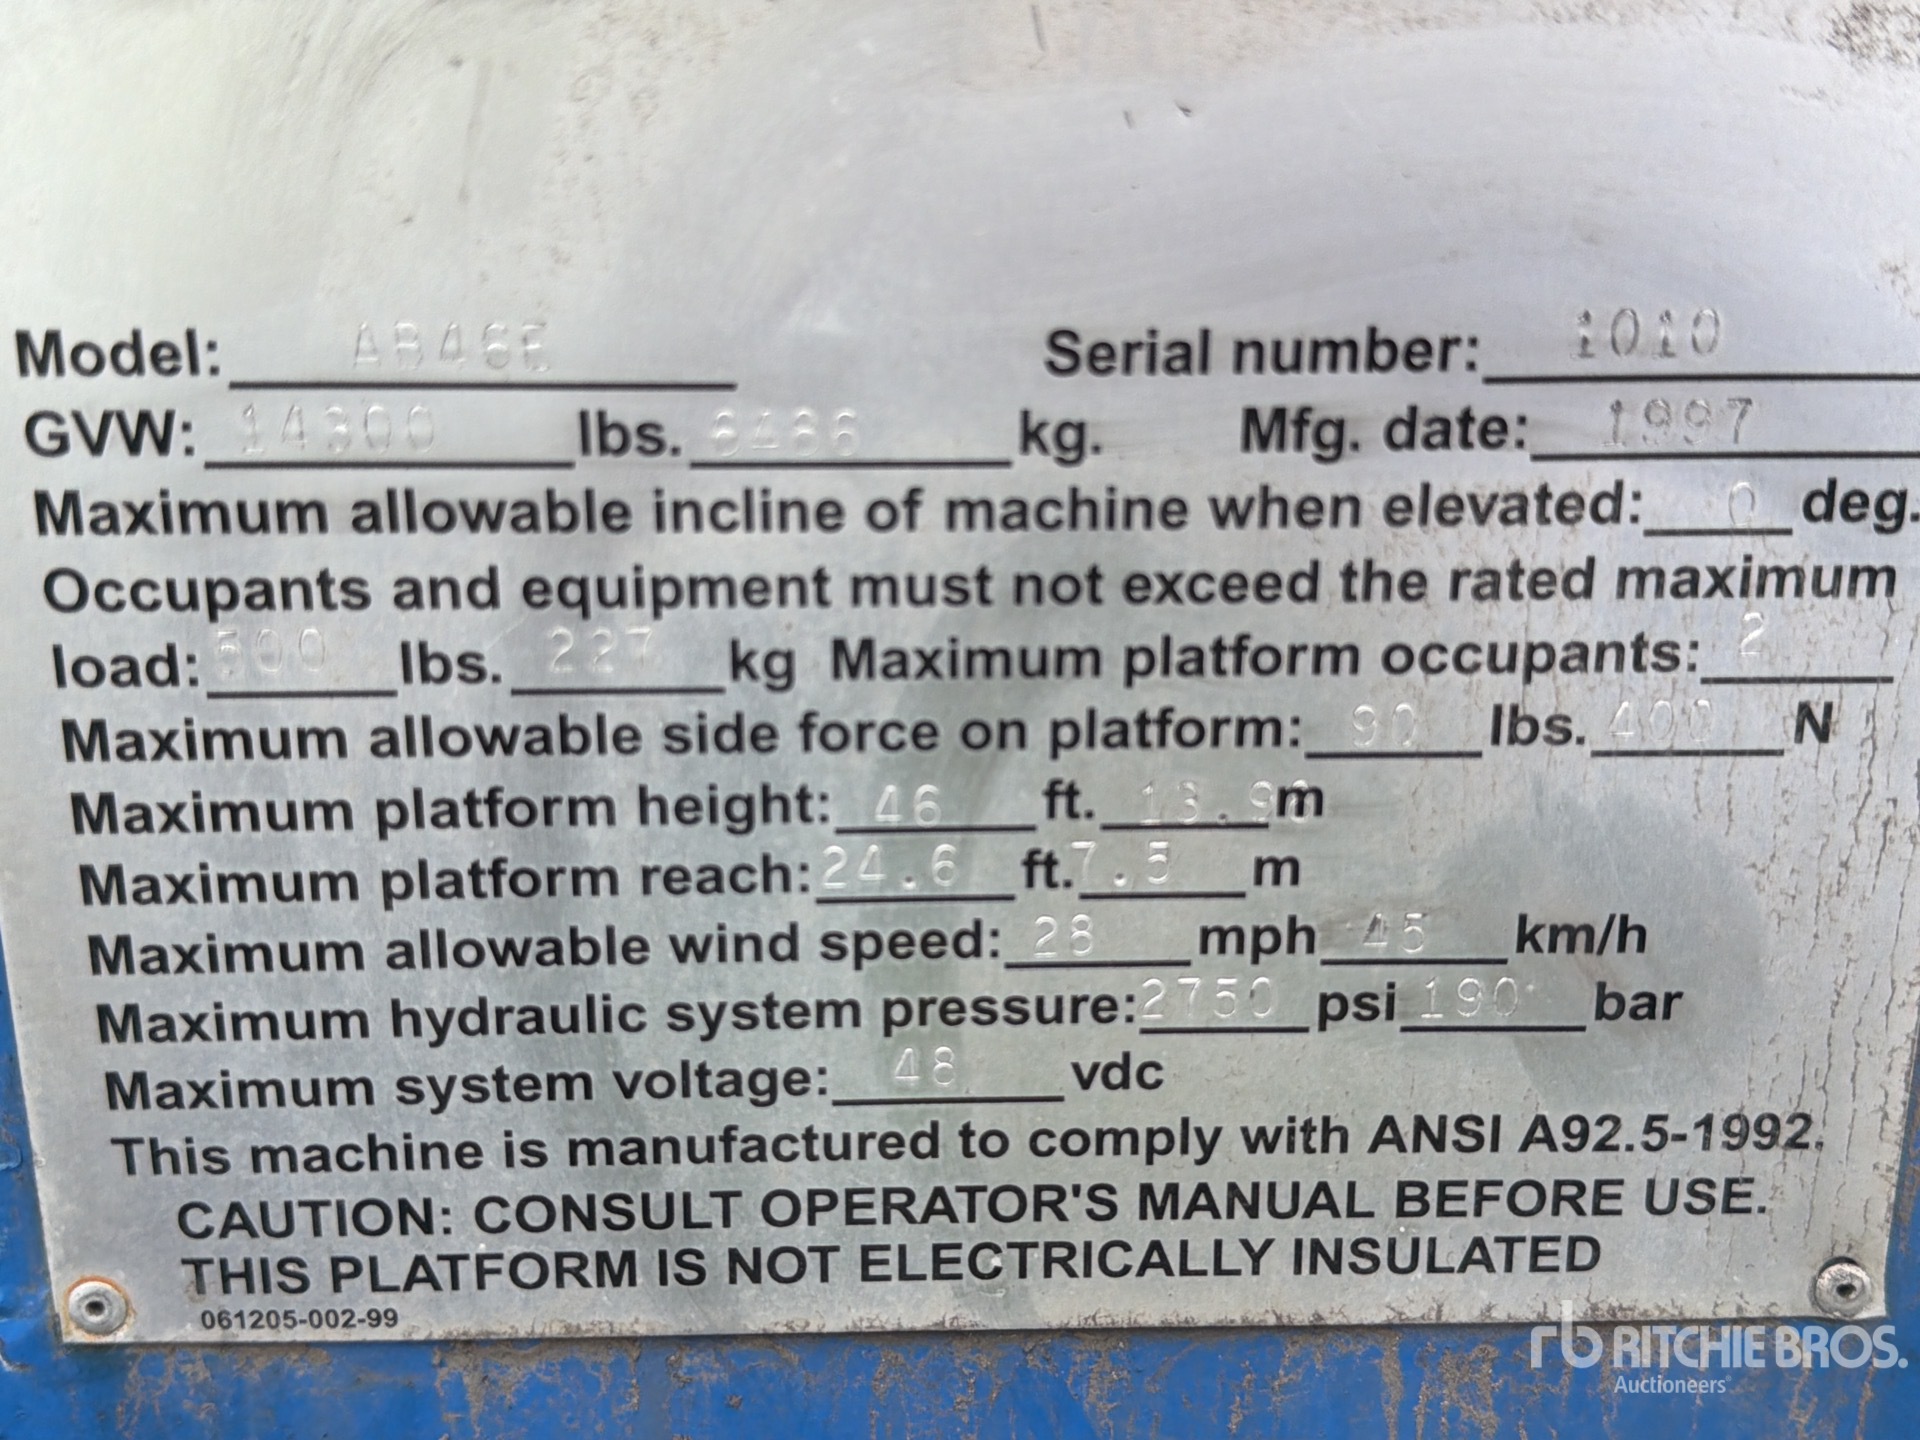 Model: AB46E Serial number: 1010
GVW: 14300 lbs. 6486 kg. Mfg. date: 1997
Maximum allowable incline of machine when elevated: 0 deg.
Occupants and equipment must not exceed the rated maximum
load: 500 lbs. 227 kg Maximum platform occupants: 2
Maximum allowable side force on platform: 90 lbs. 400 N
Maximum platform height: 46 ft. 13.96 m
Maximum platform reach: 24.6 ft. 7.5 m
Maximum allowable wind speed: 28 mph 45 km/h
Maximum hydraulic system pressure: 2750 psi 190 bar
Maximum system voltage: 48 vdc
This machine is manufactured to comply with ANSI A92.5-1992.
CAUTION: CONSULT OPERATOR'S MANUAL BEFORE USE.
THIS PLATFORM IS NOT ELECTRICALLY INSULATED
061205-002-99
rb RITCHIE BROS.
Auctioneers